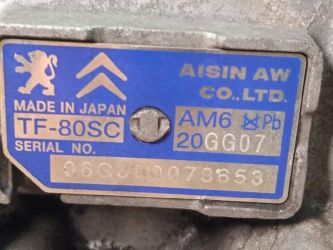 AISIN AW
CO.,LTD.
MADE IN JAPAN
TF-80SC
AM6 Pb
20GG07
SERIAL NO.